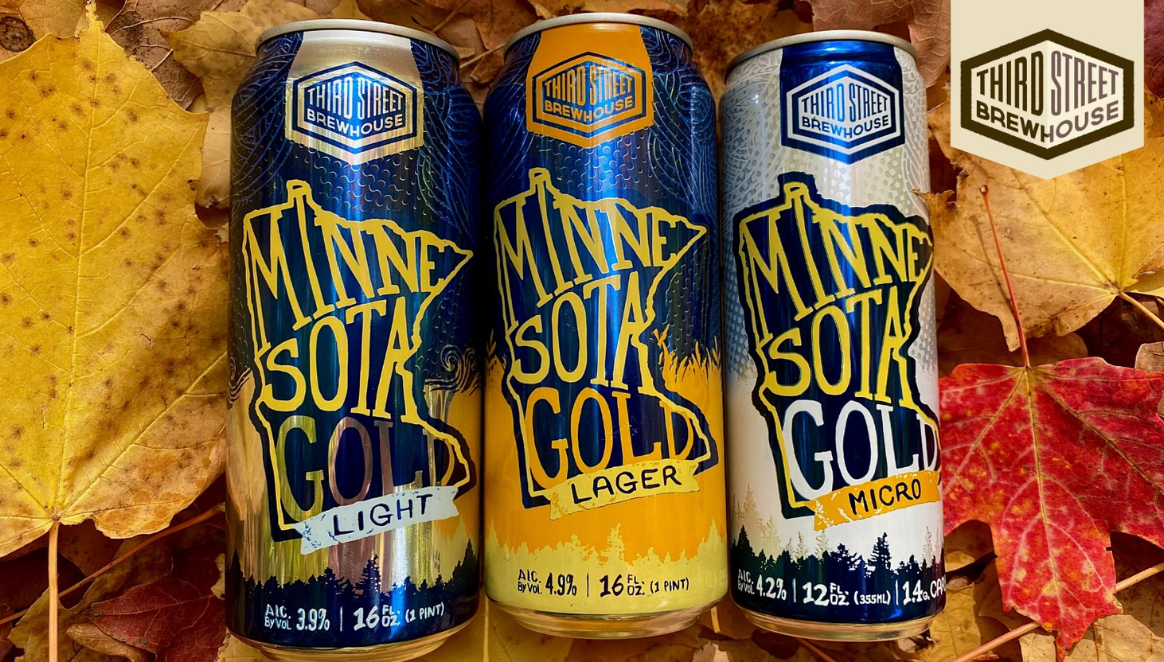 THIRD STREET
BREWHOUSE
MINNE
SOTA
GOLD
LIGHT
ALC. BY VOL. 3.9% | 16 FL. OZ. (1 PINT)
THIRD STREET
BREWHOUSE
MINNE
SOTA
GOLD
LAGER
ALC. BY VOL. 4.9% | 16 FL. OZ. (1 PINT)
THIRD STREET
BREWHOUSE
MINNE
SOTA
GOLD
MICRO
ALC. BY VOL. 4.2% | 12 FL. OZ. (355ML) | 1.4g
THIRD STREET
BREWHOUSE